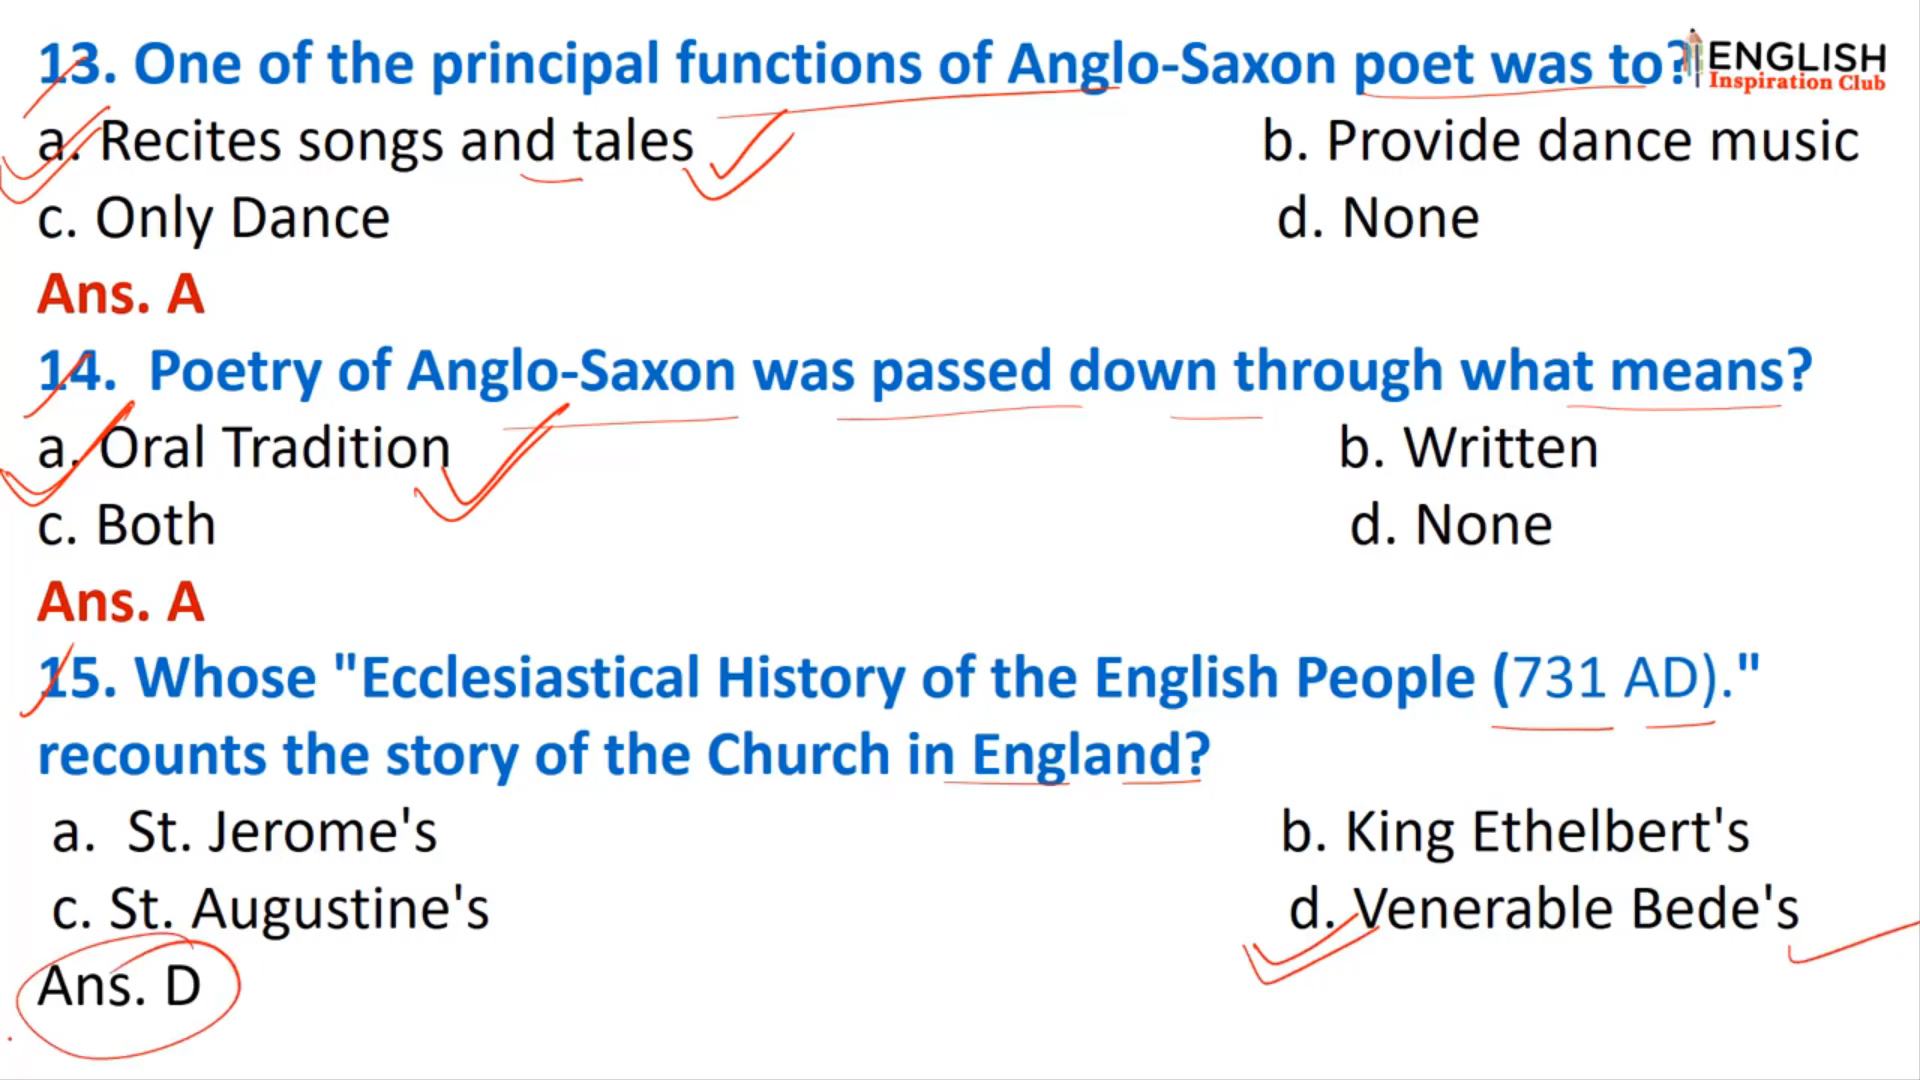 13. One of the principal functions of Anglo-Saxon poet was to?
ENGLISH
Inspiration Club
a. Recites songs and tales b. Provide dance music
c. Only Dance d. None
Ans. A
14. Poetry of Anglo-Saxon was passed down through what means?
a. Oral Tradition b. Written
c. Both d. None
Ans. A
15. Whose "Ecclesiastical History of the English People (731 AD)."
recounts the story of the Church in England?
a. St. Jerome's b. King Ethelbert's
c. St. Augustine's d. Venerable Bede's
Ans. D